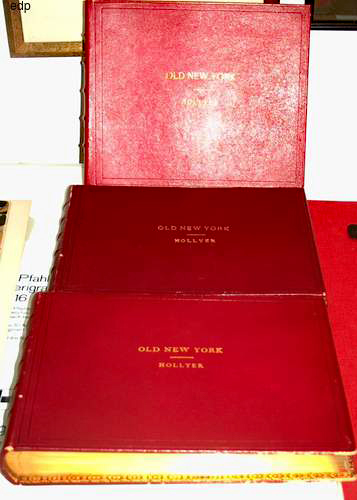 edp
OLD NEW YORK
HOLLYER
OLD NEW YORK
HOLLYER
OLD NEW YORK
HOLLYER
Pfahl
16